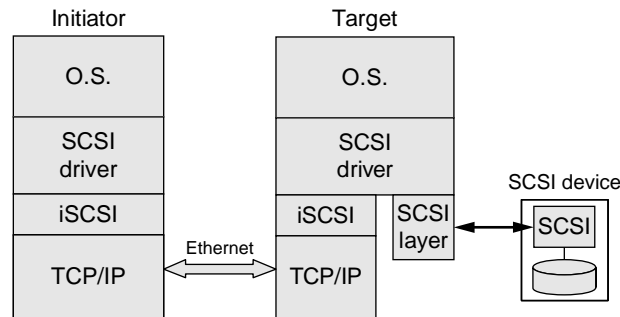 Initiator
Target
O.S.
O.S.
SCSI
driver
SCSI
driver
SCSI device
iSCSI
iSCSI
SCSI
layer
SCSI
Ethernet
TCP/IP
TCP/IP